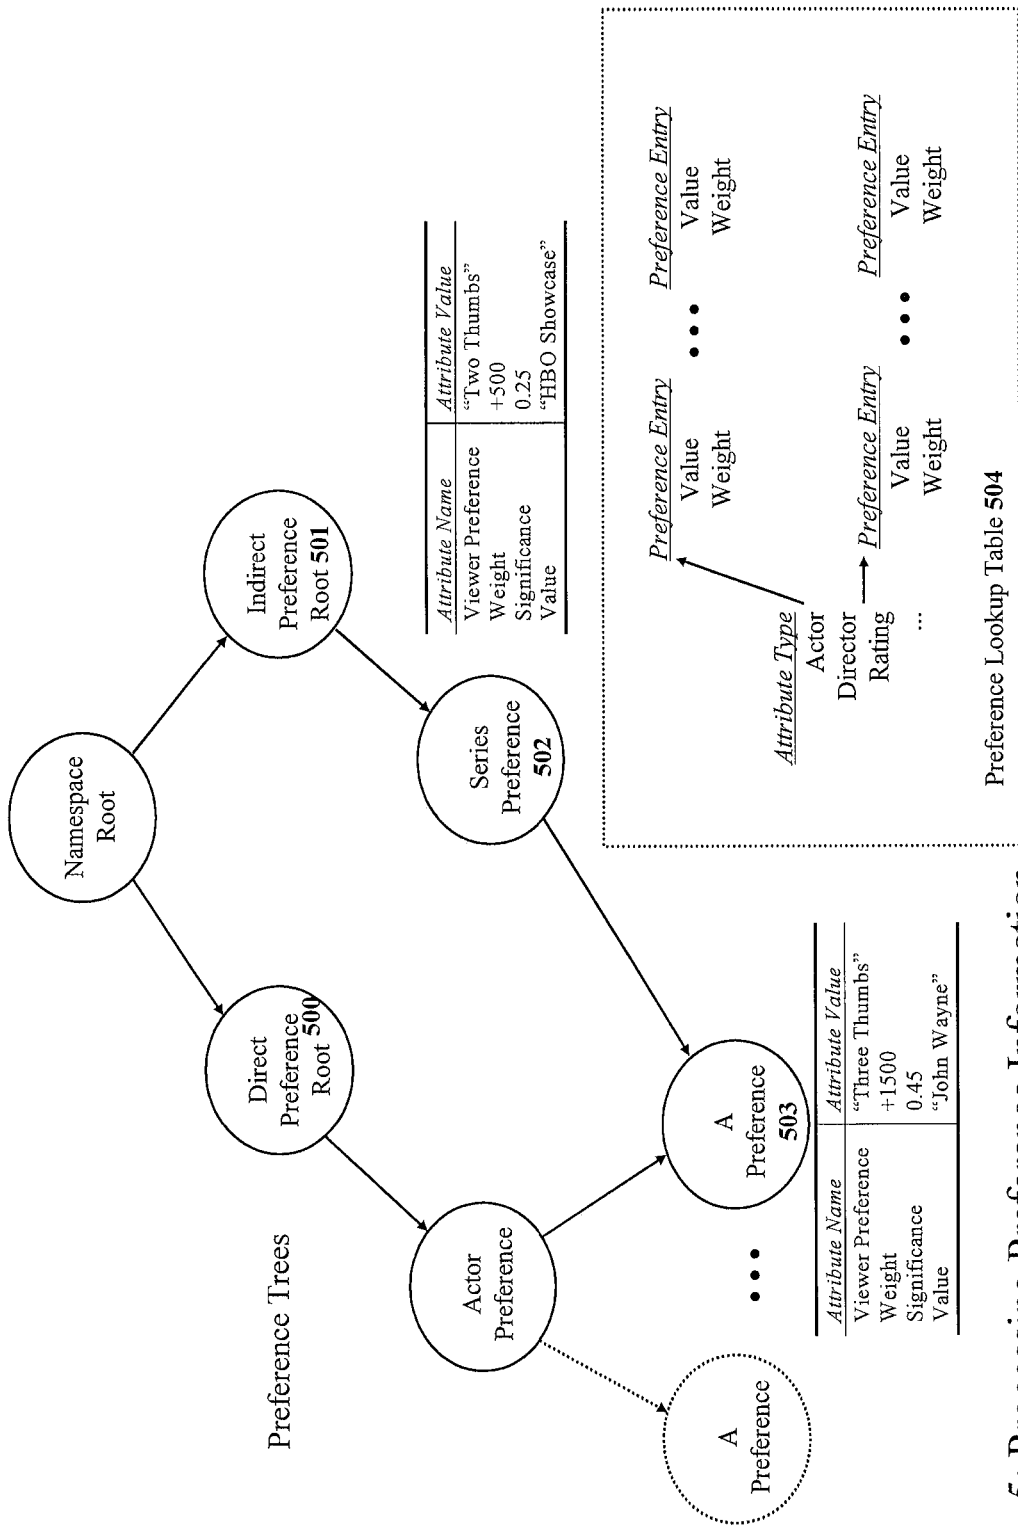 Preference Trees
Namespace
Root
Direct
Preference
Root 500
Indirect
Preference
Root 501
Actor
Preference
Series
Preference
502
Attribute Name Attribute Value
Viewer Preference "Two Thumbs"
Weight +500
Significance 0.25
Value "HBO Showcase"
A
Preference
•••
A
Preference
503
Attribute Name Attribute Value
Viewer Preference "Three Thumbs"
Weight +1500
Significance 0.45
Value "John Wayne"
Attribute Type
Actor
Director
Rating
...
Preference Entry
Value
Weight
•••
Preference Entry
Value
Weight
Preference Entry
Value
Weight
•••
Preference Entry
Value
Weight
Preference Lookup Table 504
5: Processing Preference Information